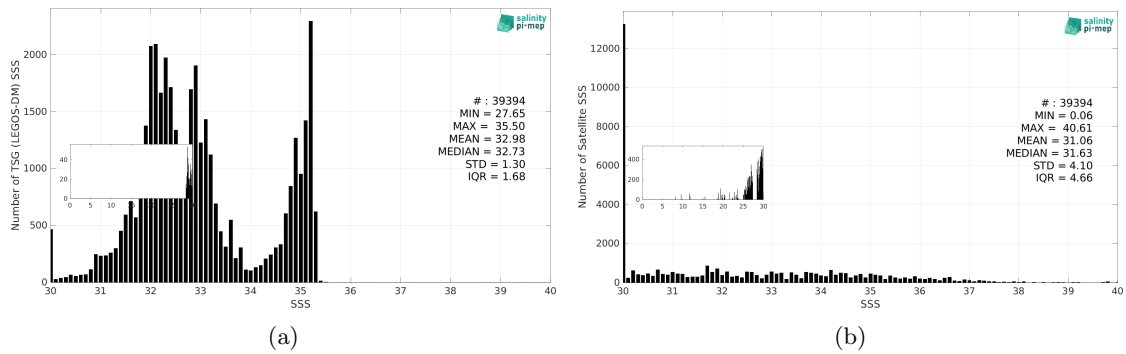 salinity
pi-mep
Number of TSG (LEGOS-DM) SSS
2000
1500
1000
500
0
# : 39394
MIN = 27.65
MAX = 35.50
MEAN = 32.98
MEDIAN = 32.73
STD = 1.30
IQR = 1.68
40
20
0
0 5 10 15 20
30 31 32 33 34 35 36 37 38 39 40
SSS
(a)
salinity
pi-mep
Number of Satellite SSS
12000
10000
8000
6000
4000
2000
0
# : 39394
MIN = 0.06
MAX = 40.61
MEAN = 31.06
MEDIAN = 31.63
STD = 4.10
IQR = 4.66
400
200
0
0 5 10 15 20 25 30
30 31 32 33 34 35 36 37 38 39 40
SSS
(b)